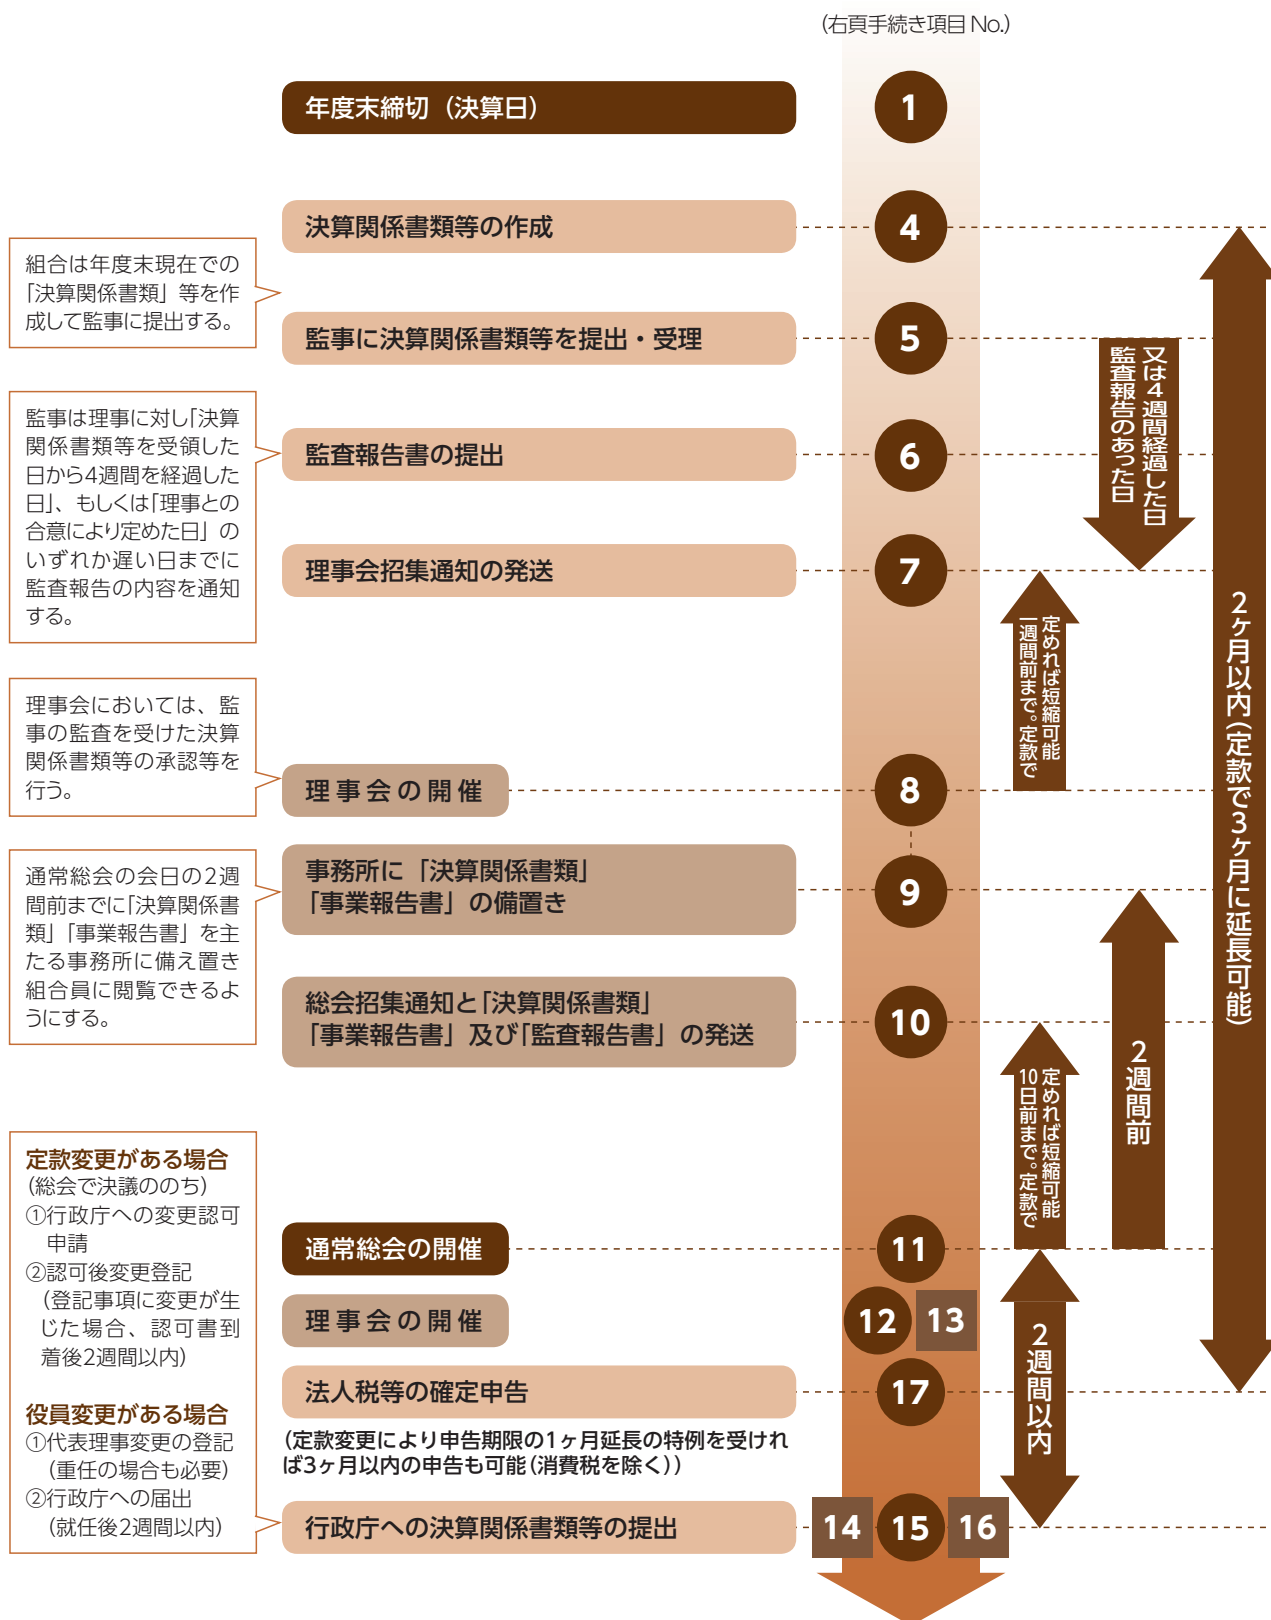 (右頁手続き項目 No.)
年度末締切（決算日）
1
決算関係書類等の作成
4
組合は年度末現在での
「決算関係書類」等を作
成して監事に提出する。
監事に決算関係書類等を提出・受理
5
又は4週間経過した日
監査報告のあった日
監事は理事に対し「決算
関係書類等を受領した
日から4週間を経過した
日」、もしくは「理事との
合意により定めた日」の
いずれか遅い日までに
監査報告の内容を通知
する。
監査報告書の提出
6
理事会招集通知の発送
7
一週間前まで。定款で
定めれば短縮可能
2ヶ月以内(定款で3ヶ月に延長可能)
理事会においては、監
事の監査を受けた決算
関係書類等の承認等を
行う。
理事会の開催
8
通常総会の会日の2週
間前までに「決算関係書
類」「事業報告書」を主
たる事務所に備え置き
組合員に閲覧できるよ
うにする。
事務所に「決算関係書類」
「事業報告書」の備置き
9
総会招集通知と「決算関係書類」
「事業報告書」及び「監査報告書」の発送
10
10日前まで。定款で
定めれば短縮可能
2週間前
定款変更がある場合
(総会で決議ののち)
①行政庁への変更認可
申請
②認可後変更登記
(登記事項に変更が生
じた場合、認可書到
着後2週間以内)
役員変更がある場合
①代表理事変更の登記
(重任の場合も必要)
②行政庁への届出
(就任後2週間以内)
通常総会の開催
11
理事会の開催
12
13
2週間以内
法人税等の確定申告
17
(定款変更により申告期限の1ヶ月延長の特例を受けれ
ば3ヶ月以内の申告も可能(消費税を除く))
行政庁への決算関係書類等の提出
14
15
16